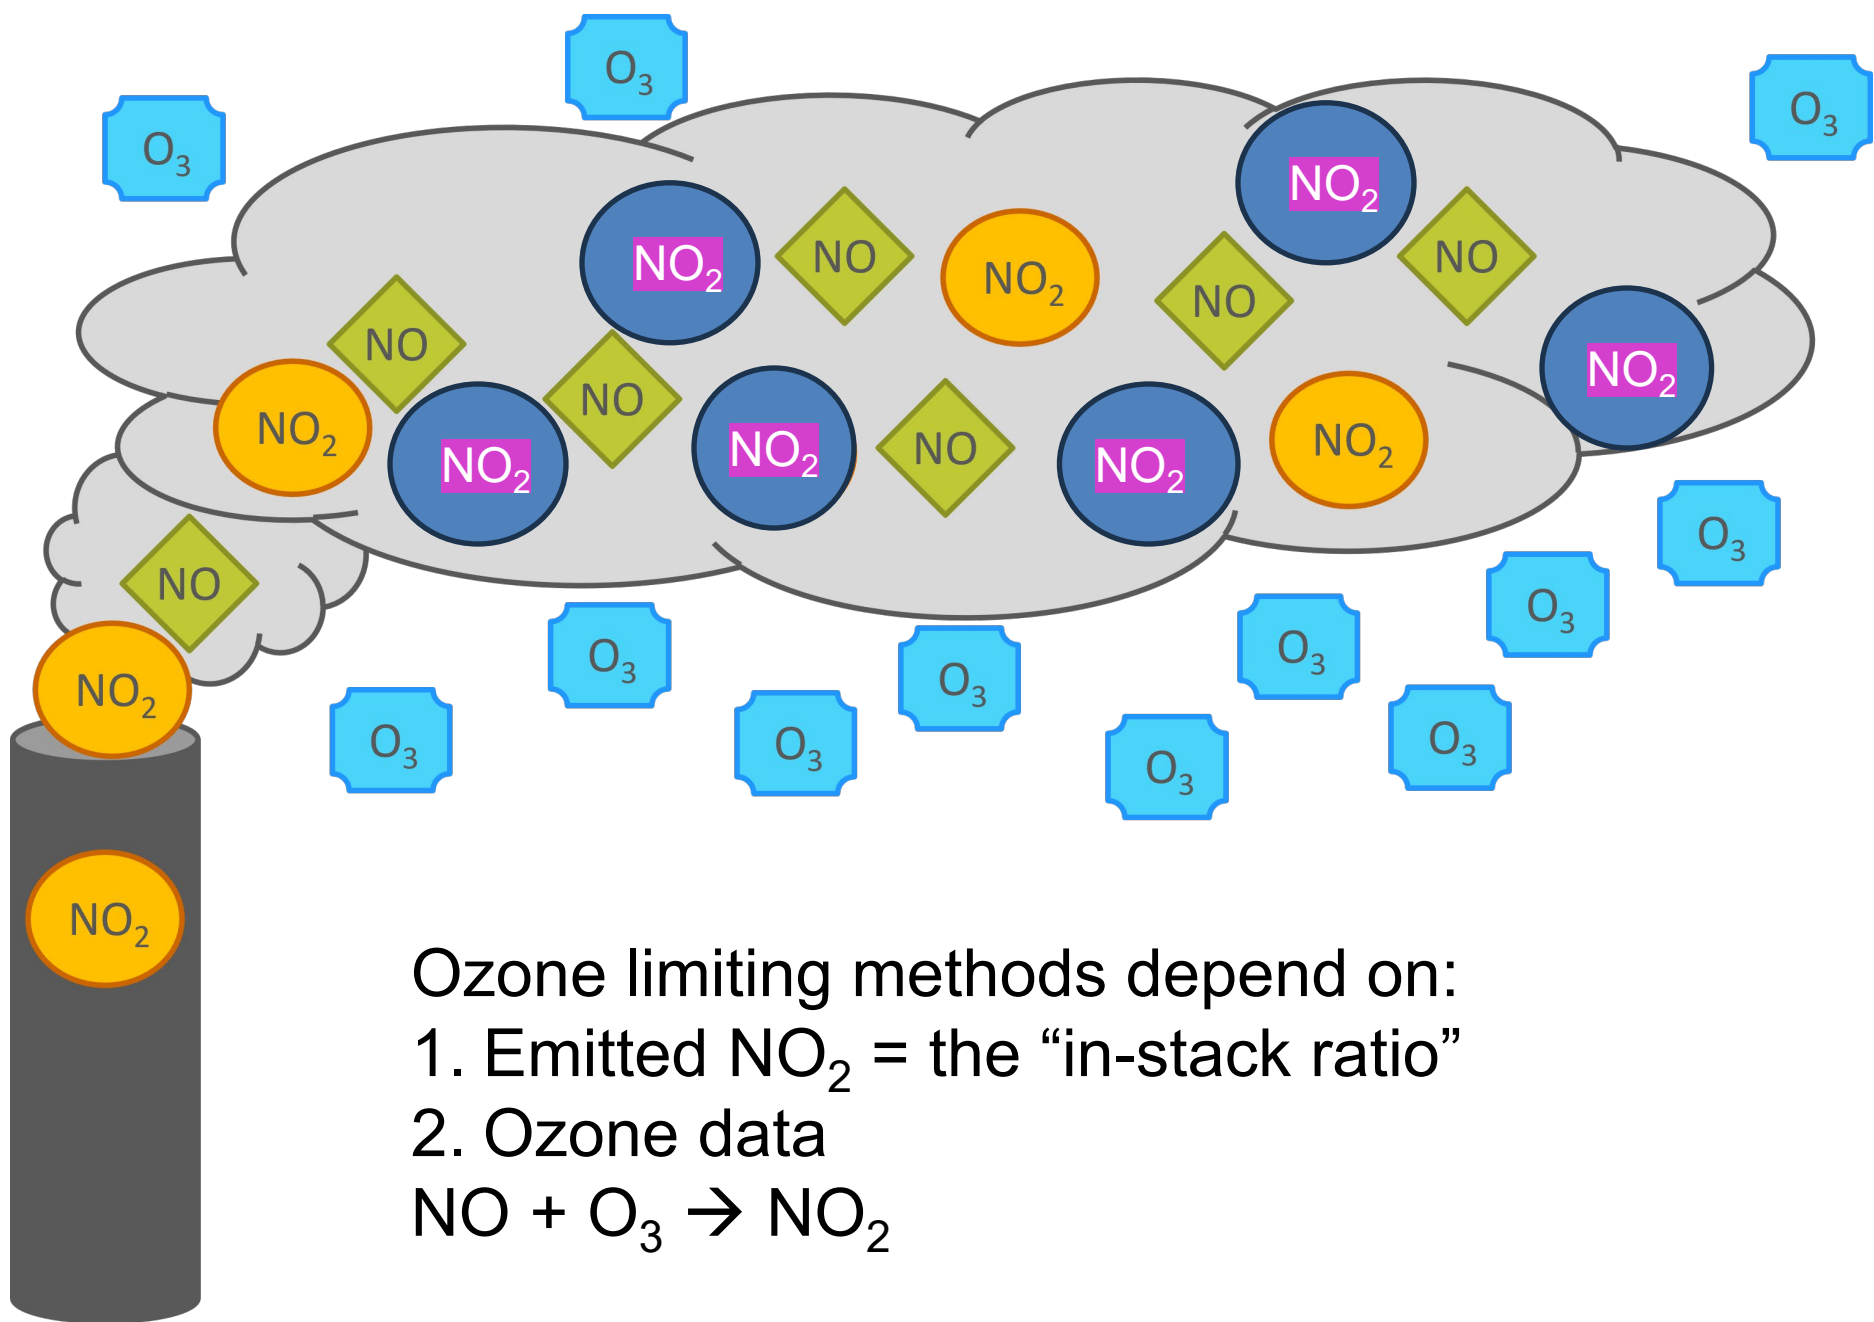 O₃
O₃
O₃
NO₂
NO₂ NO NO₂ NO
NO NO
NO NO₂
NO₂ NO₂ NO₂ NO NO₂ NO₂
O₃
NO O₃
O₃ O₃ O₃
NO₂ O₃ O₃ O₃ O₃
NO₂
Ozone limiting methods depend on:
1. Emitted NO₂ = the “in-stack ratio”
2. Ozone data
NO + O₃ → NO₂